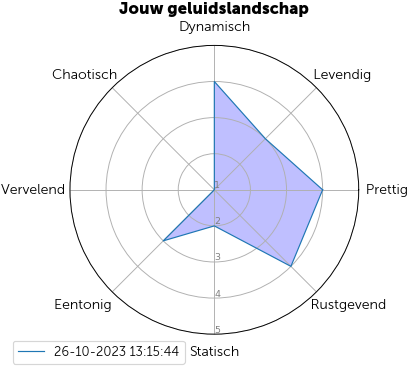 Jouw geluidslandschap
Dynamisch
Chaotisch
Levendig
Vervelend
1
Prettig
2
3
4
Eentonig
Rustgevend
5
26-10-2023 13:15:44
Statisch